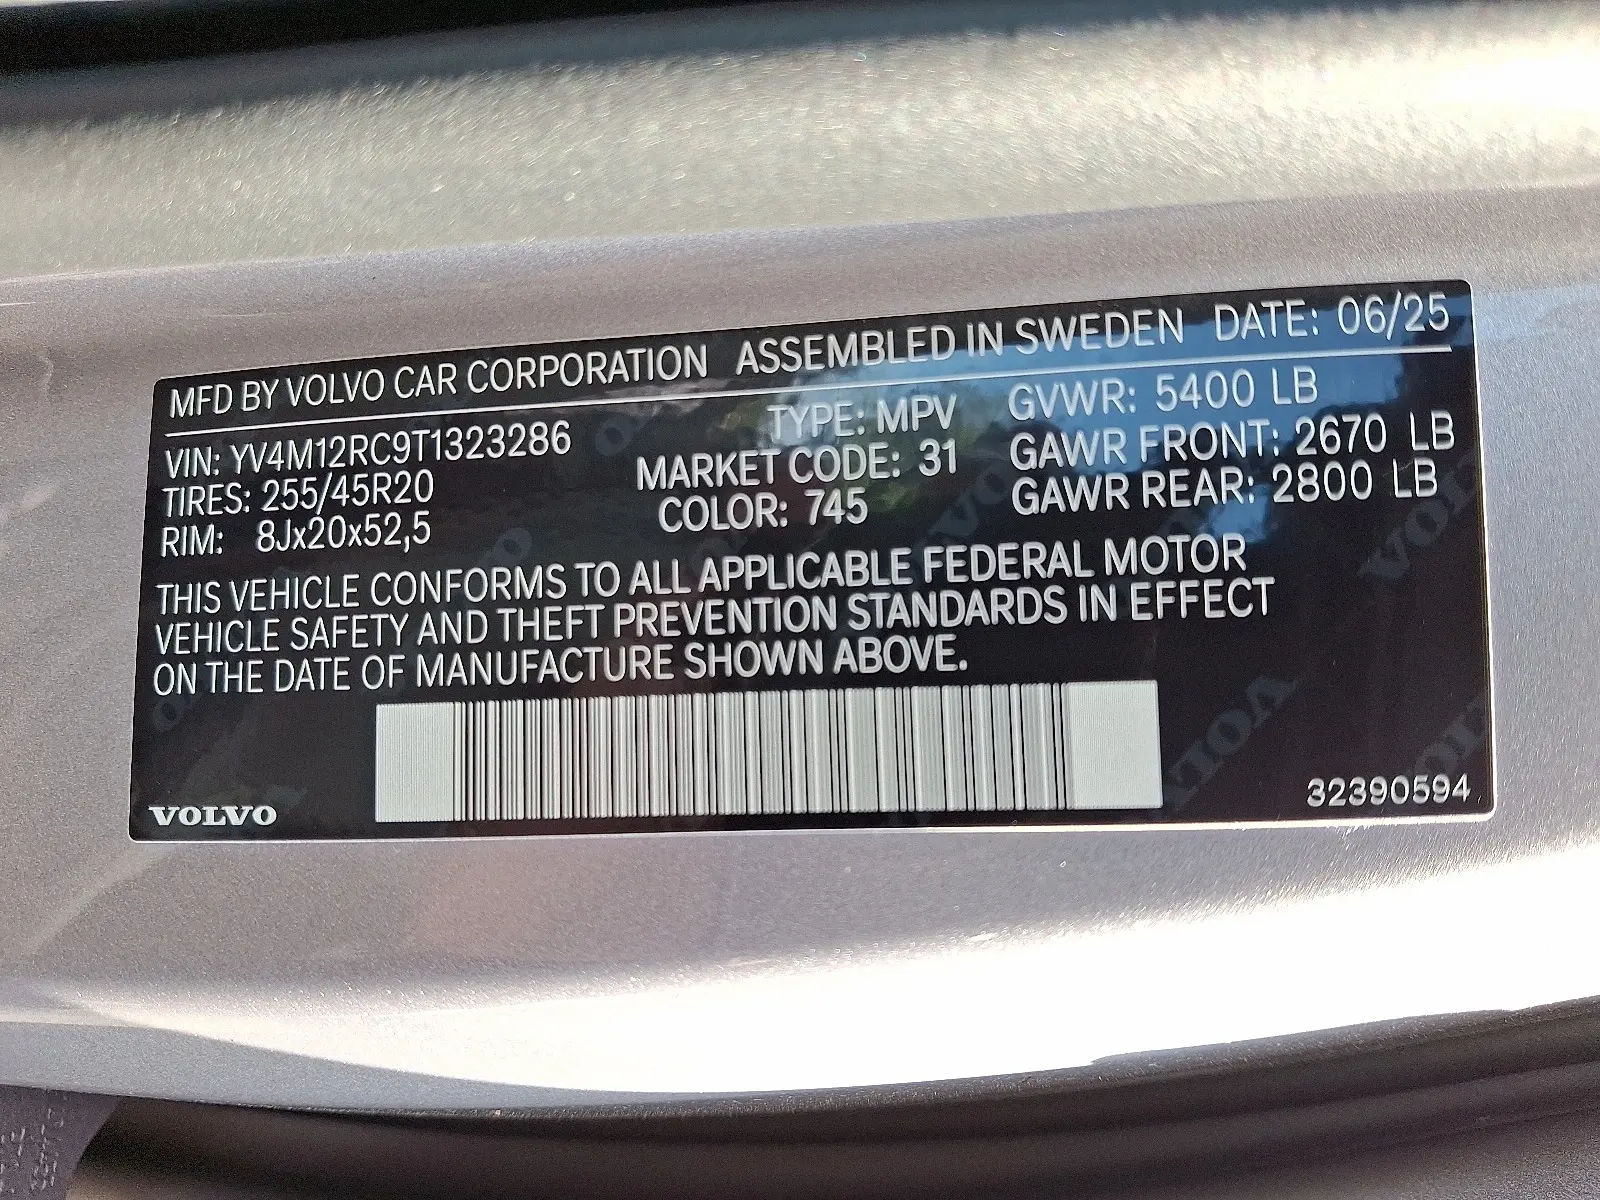 MFD BY VOLVO CAR CORPORATION ASSEMBLED IN SWEDEN DATE: 06/25
VIN: YV4M12RC9T1323286 TYPE: MPV GVWR: 5400 LB
TIRES: 255/45R20 MARKET CODE: 31 GAWR FRONT: 2670 LB
RIM: 8Jx20x52,5 COLOR: 745 GAWR REAR: 2800 LB
THIS VEHICLE CONFORMS TO ALL APPLICABLE FEDERAL MOTOR
VEHICLE SAFETY AND THEFT PREVENTION STANDARDS IN EFFECT
ON THE DATE OF MANUFACTURE SHOWN ABOVE.
VOLVO 32390594